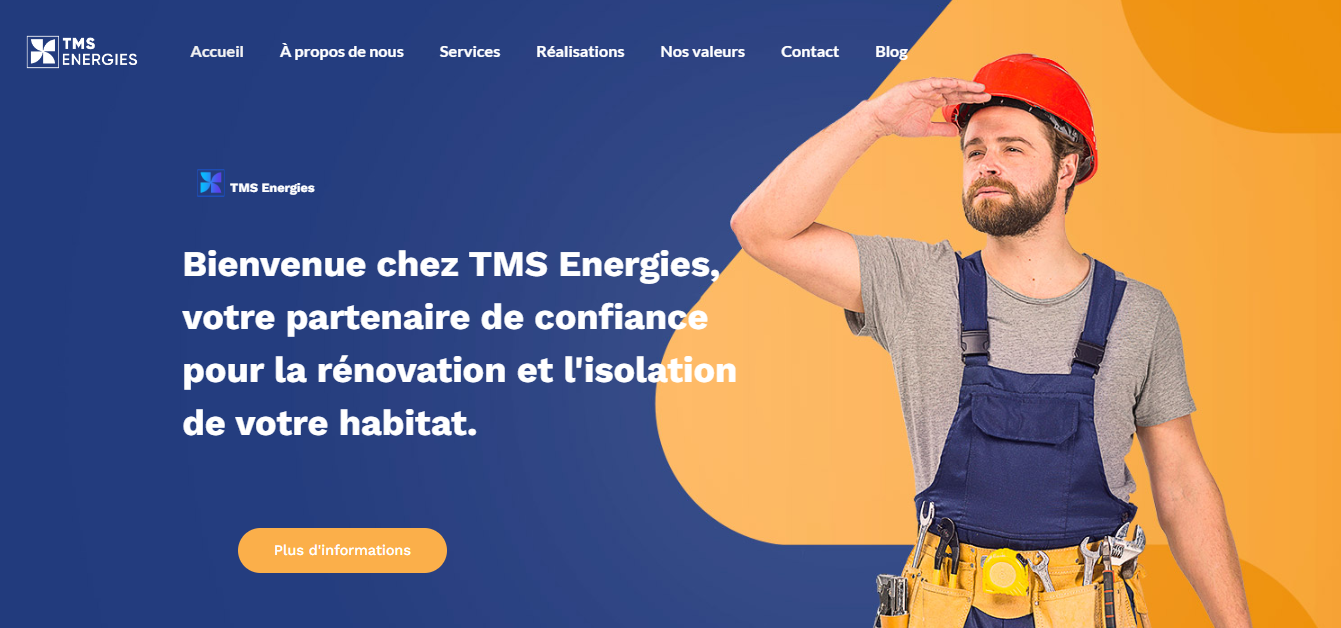 TMS
ENERGIES
Accueil À propos de nous Services Réalisations Nos valeurs Contact Blog
TMS Energies
Bienvenue chez TMS Energies,
votre partenaire de confiance
pour la rénovation et l'isolation
de votre habitat.
Plus d'informations